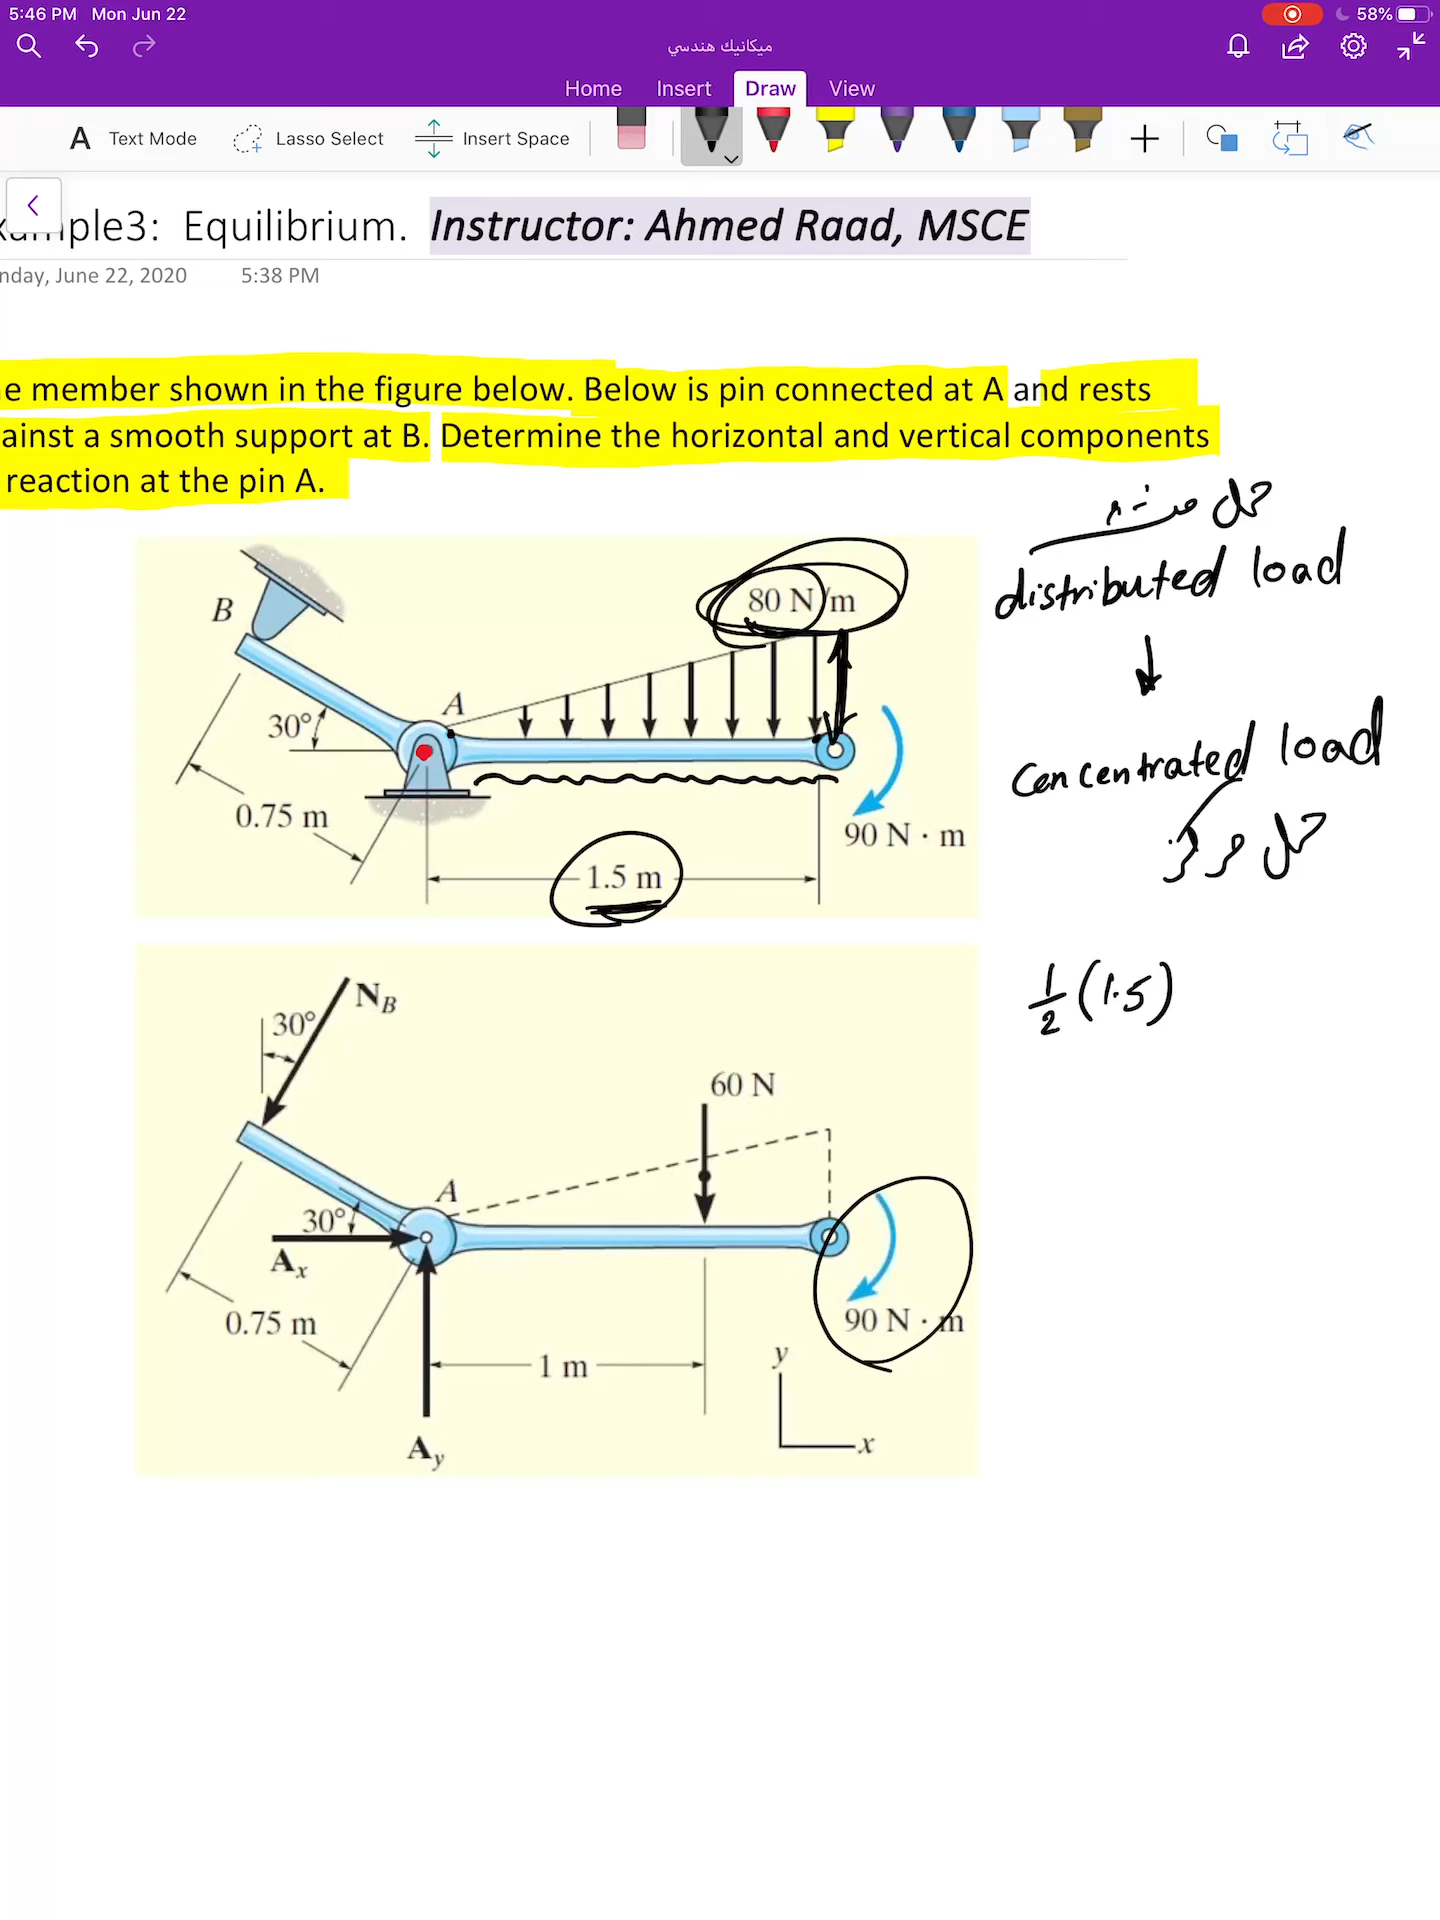 5:46 PM Mon Jun 22
58%
ميكانيك هندسي
Home Insert Draw View
A Text Mode Lasso Select Insert Space
xample3: Equilibrium. Instructor: Ahmed Raad, MSCE
nday, June 22, 2020 5:38 PM
e member shown in the figure below. Below is pin connected at A and rests
ainst a smooth support at B. Determine the horizontal and vertical components
reaction at the pin A.
حمل
distributed load
Concentrated load
حمل مركز
80 N/m
B
A
30°
0.75 m
90 N · m
1.5 m
1/2 (1.5)
N_B
30°
60 N
A
30°
A_x
0.75 m
90 N · m
1 m
y
x
A_y